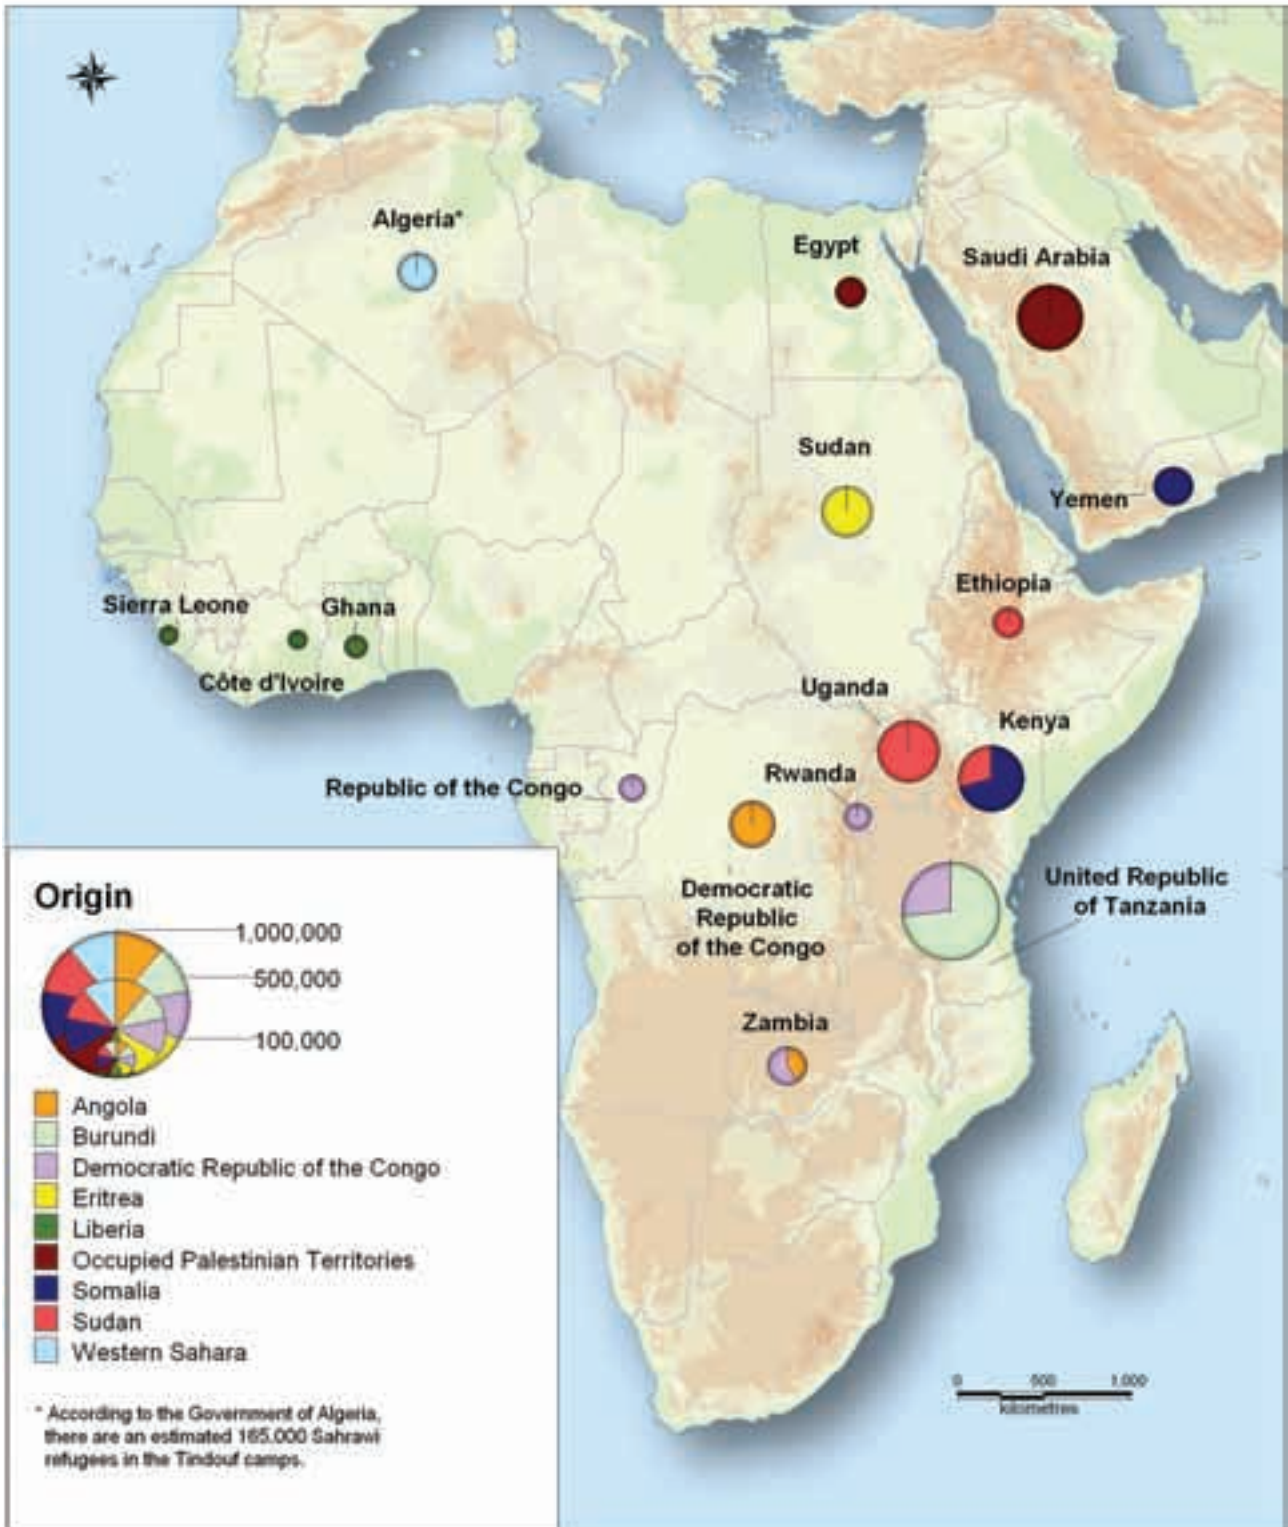 Algeria*
Egypt
Saudi Arabia
Sudan
Yemen
Ethiopia
Sierra Leone
Ghana
Côte d'Ivoire
Uganda
Kenya
Rwanda
Republic of the Congo
Democratic
Republic
of the Congo
United Republic
of Tanzania
Zambia
Origin
1,000,000
500,000
100,000
Angola
Burundi
Democratic Republic of the Congo
Eritrea
Liberia
Occupied Palestinian Territories
Somalia
Sudan
Western Sahara
* According to the Government of Algeria,
there are an estimated 165.000 Sahrawi
refugees in the Tindouf camps.
0 500 1.000
kilometres